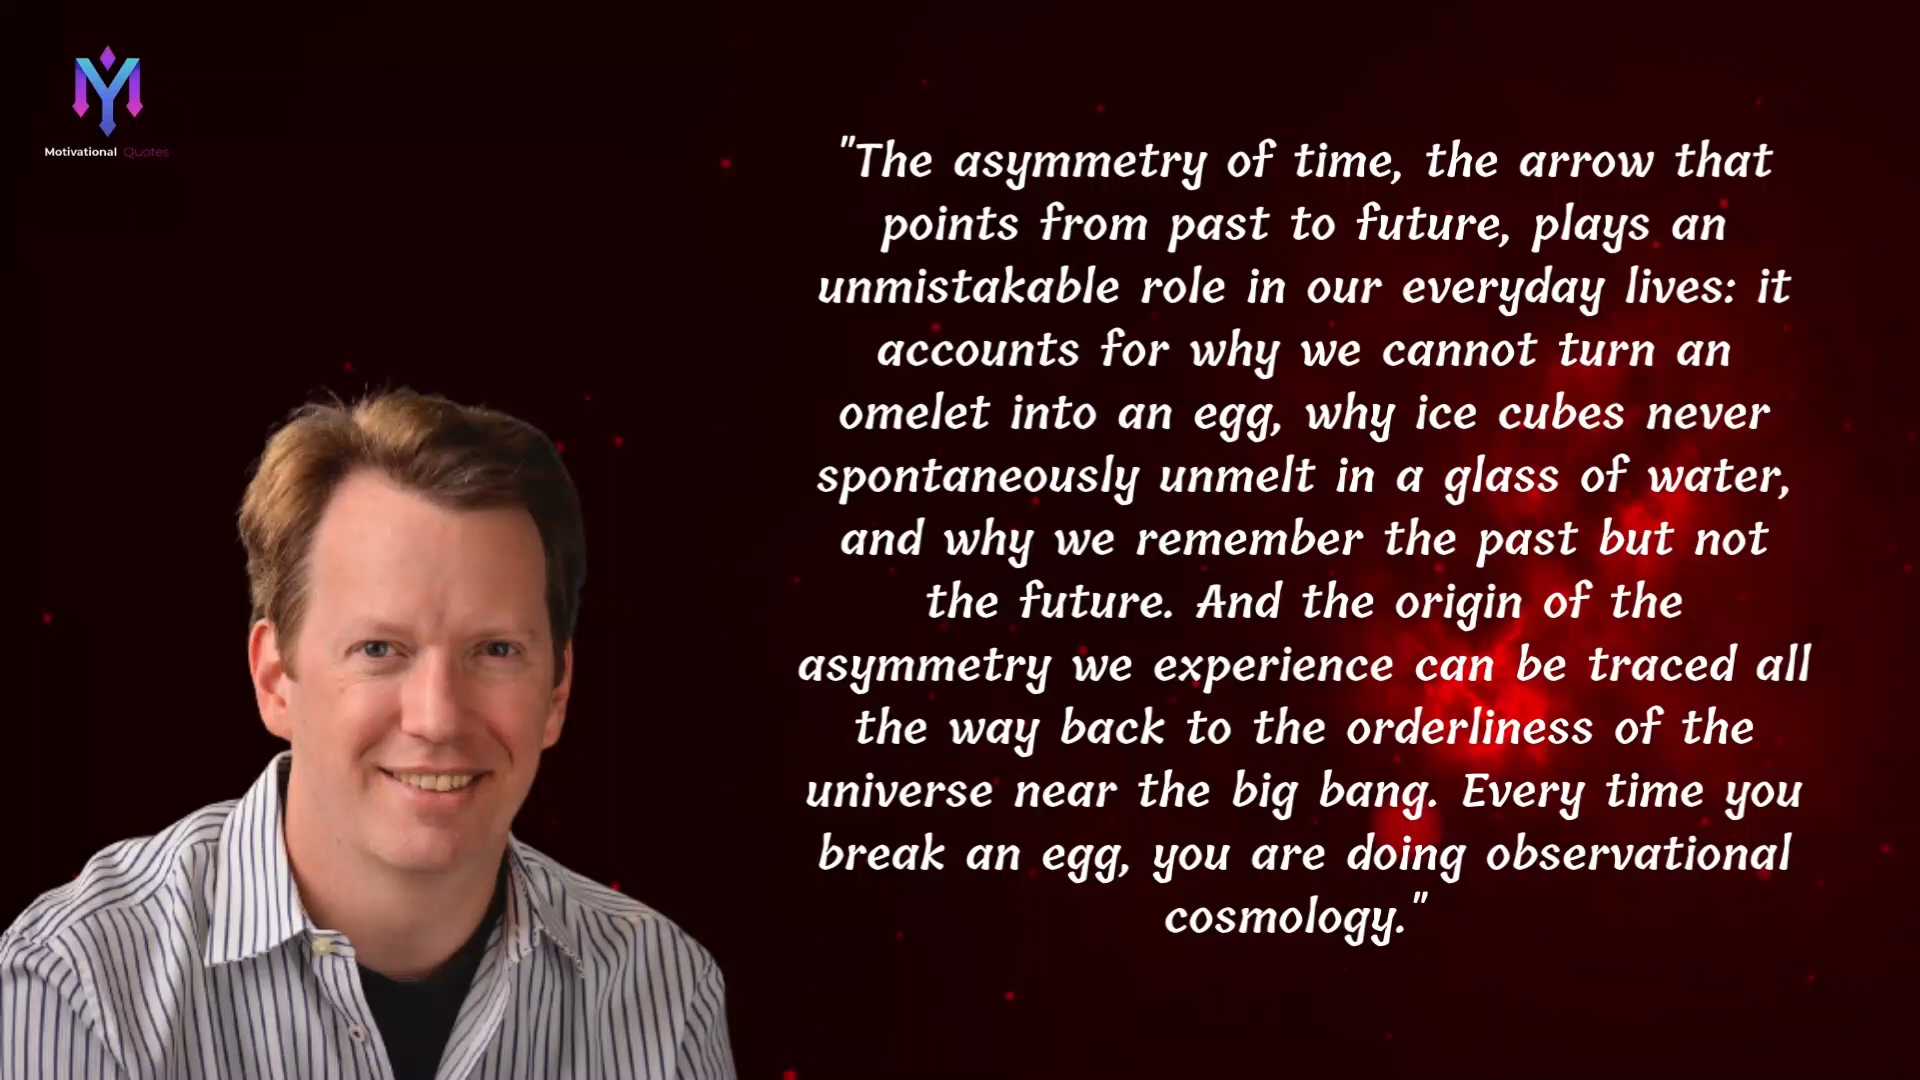 Motivational Quotes
"The asymmetry of time, the arrow that
points from past to future, plays an
unmistakable role in our everyday lives: it
accounts for why we cannot turn an
omelet into an egg, why ice cubes never
spontaneously unmelt in a glass of water,
and why we remember the past but not
the future. And the origin of the
asymmetry we experience can be traced all
the way back to the orderliness of the
universe near the big bang. Every time you
break an egg, you are doing observational
cosmology."